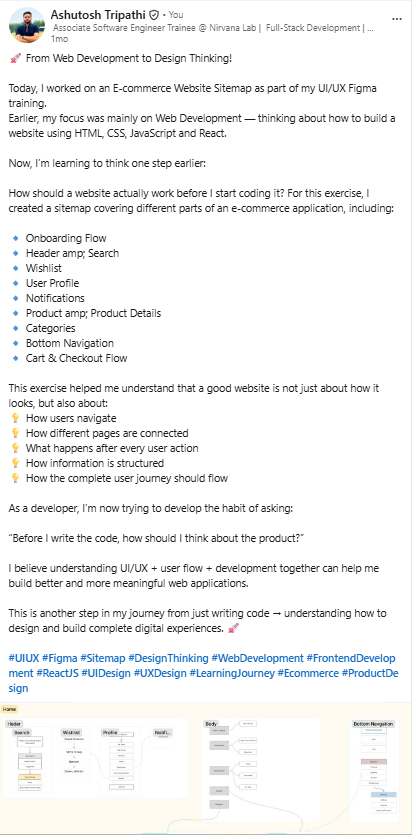 Ashutosh Tripathi • You
Associate Software Engineer Trainee @ Nirvana Lab | Full-Stack Development | ...
1mo
🚀 From Web Development to Design Thinking!
Today, I worked on an E-commerce Website Sitemap as part of my UI/UX Figma
training.
Earlier, my focus was mainly on Web Development — thinking about how to build a
website using HTML, CSS, JavaScript and React.
Now, I'm learning to think one step earlier:
How should a website actually work before I start coding it? For this exercise, I
created a sitemap covering different parts of an e-commerce application, including:
🔹 Onboarding Flow
🔹 Header amp; Search
🔹 Wishlist
🔹 User Profile
🔹 Notifications
🔹 Product amp; Product Details
🔹 Categories
🔹 Bottom Navigation
🔹 Cart & Checkout Flow
This exercise helped me understand that a good website is not just about how it
looks, but also about:
💡 How users navigate
💡 How different pages are connected
💡 What happens after every user action
💡 How information is structured
💡 How the complete user journey should flow
As a developer, I'm now trying to develop the habit of asking:
"Before I write the code, how should I think about the product?"
I believe understanding UI/UX + user flow + development together can help me
build better and more meaningful web applications.
This is another step in my journey from just writing code → understanding how to
design and build complete digital experiences. 🚀
#UIUX #Figma #Sitemap #DesignThinking #WebDevelopment #FrontendDevelop
ment #ReactJS #UIDesign #UXDesign #LearningJourney #Ecommerce #ProductDe
sign
Home
Heder
Search
Wishlist
Profile
Notifi...
Body
Bottom Navigation